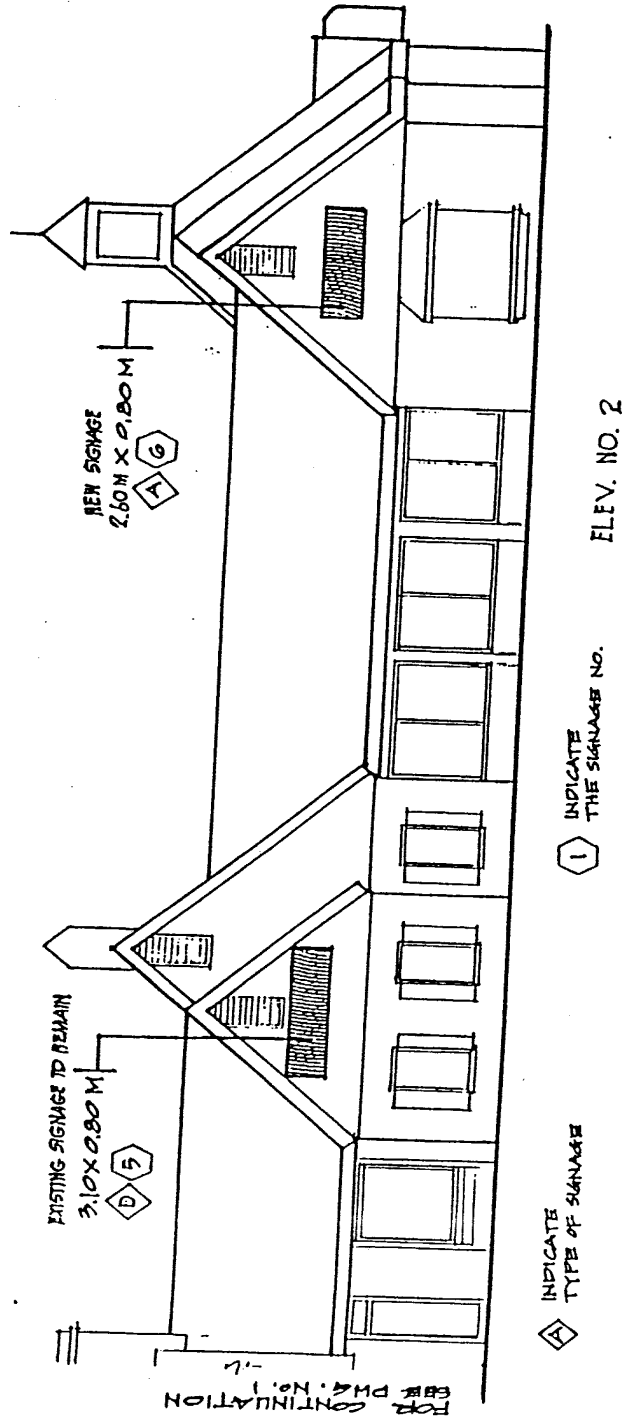 EXISTING SIGNAGE TO REMAIN
3.10 X 0.80 M
D 5
NEW SIGNAGE
2.60 M X 0.80 M
A 6
FOR CONTINUATION
SEE DWG. NO. 1
A INDICATE
TYPE OF SIGNAGE
1 INDICATE
THE SIGNAGE NO.
ELEV. NO. 2